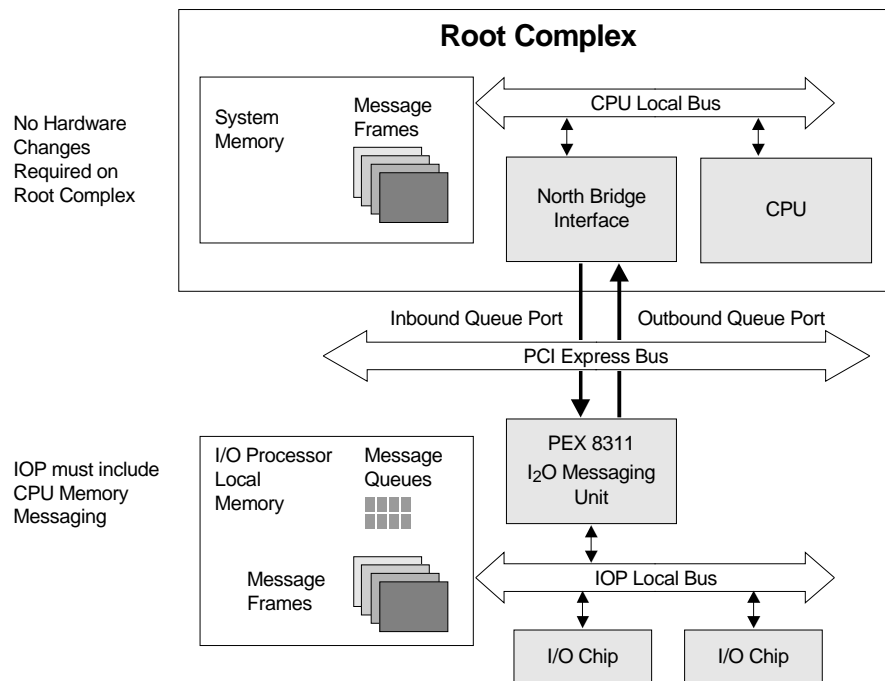 Root Complex
No Hardware
Changes
Required on
Root Complex
System
Memory
Message
Frames
CPU Local Bus
North Bridge
Interface
CPU
Inbound Queue Port
Outbound Queue Port
PCI Express Bus
IOP must include
CPU Memory
Messaging
I/O Processor
Local
Memory
Message
Queues
Message
Frames
PEX 8311
I₂O Messaging
Unit
IOP Local Bus
I/O Chip
I/O Chip